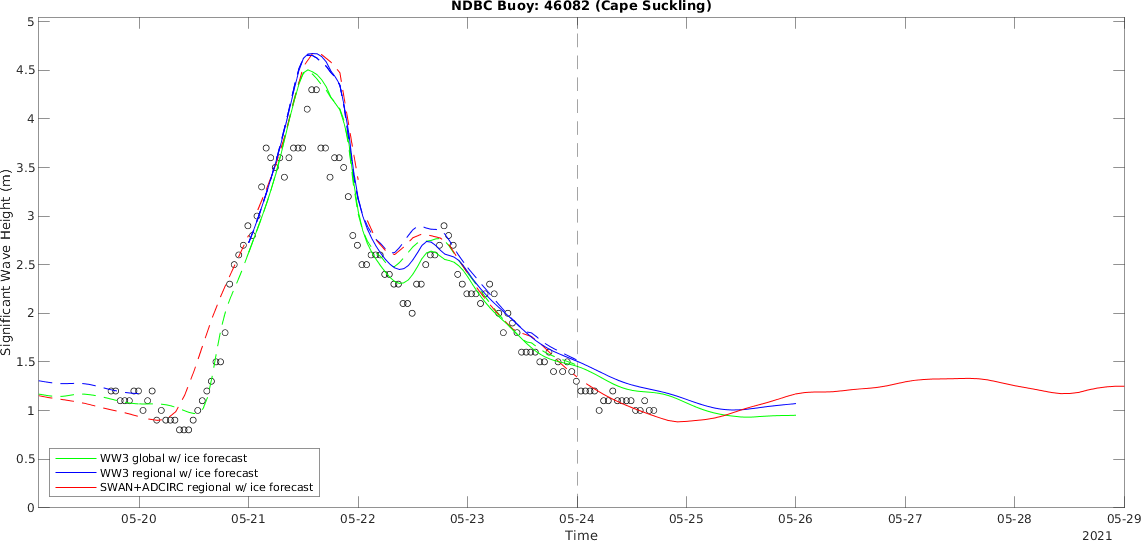 NDBC Buoy: 46082 (Cape Suckling)
5
4.5
4
3.5
3
2.5
2
1.5
1
0.5
0
Significant Wave Height (m)
WW3 global w/ ice forecast
WW3 regional w/ ice forecast
SWAN+ADCIRC regional w/ ice forecast
05-20 05-21 05-22 05-23 05-24 05-25 05-26 05-27 05-28 05-29
Time
2021